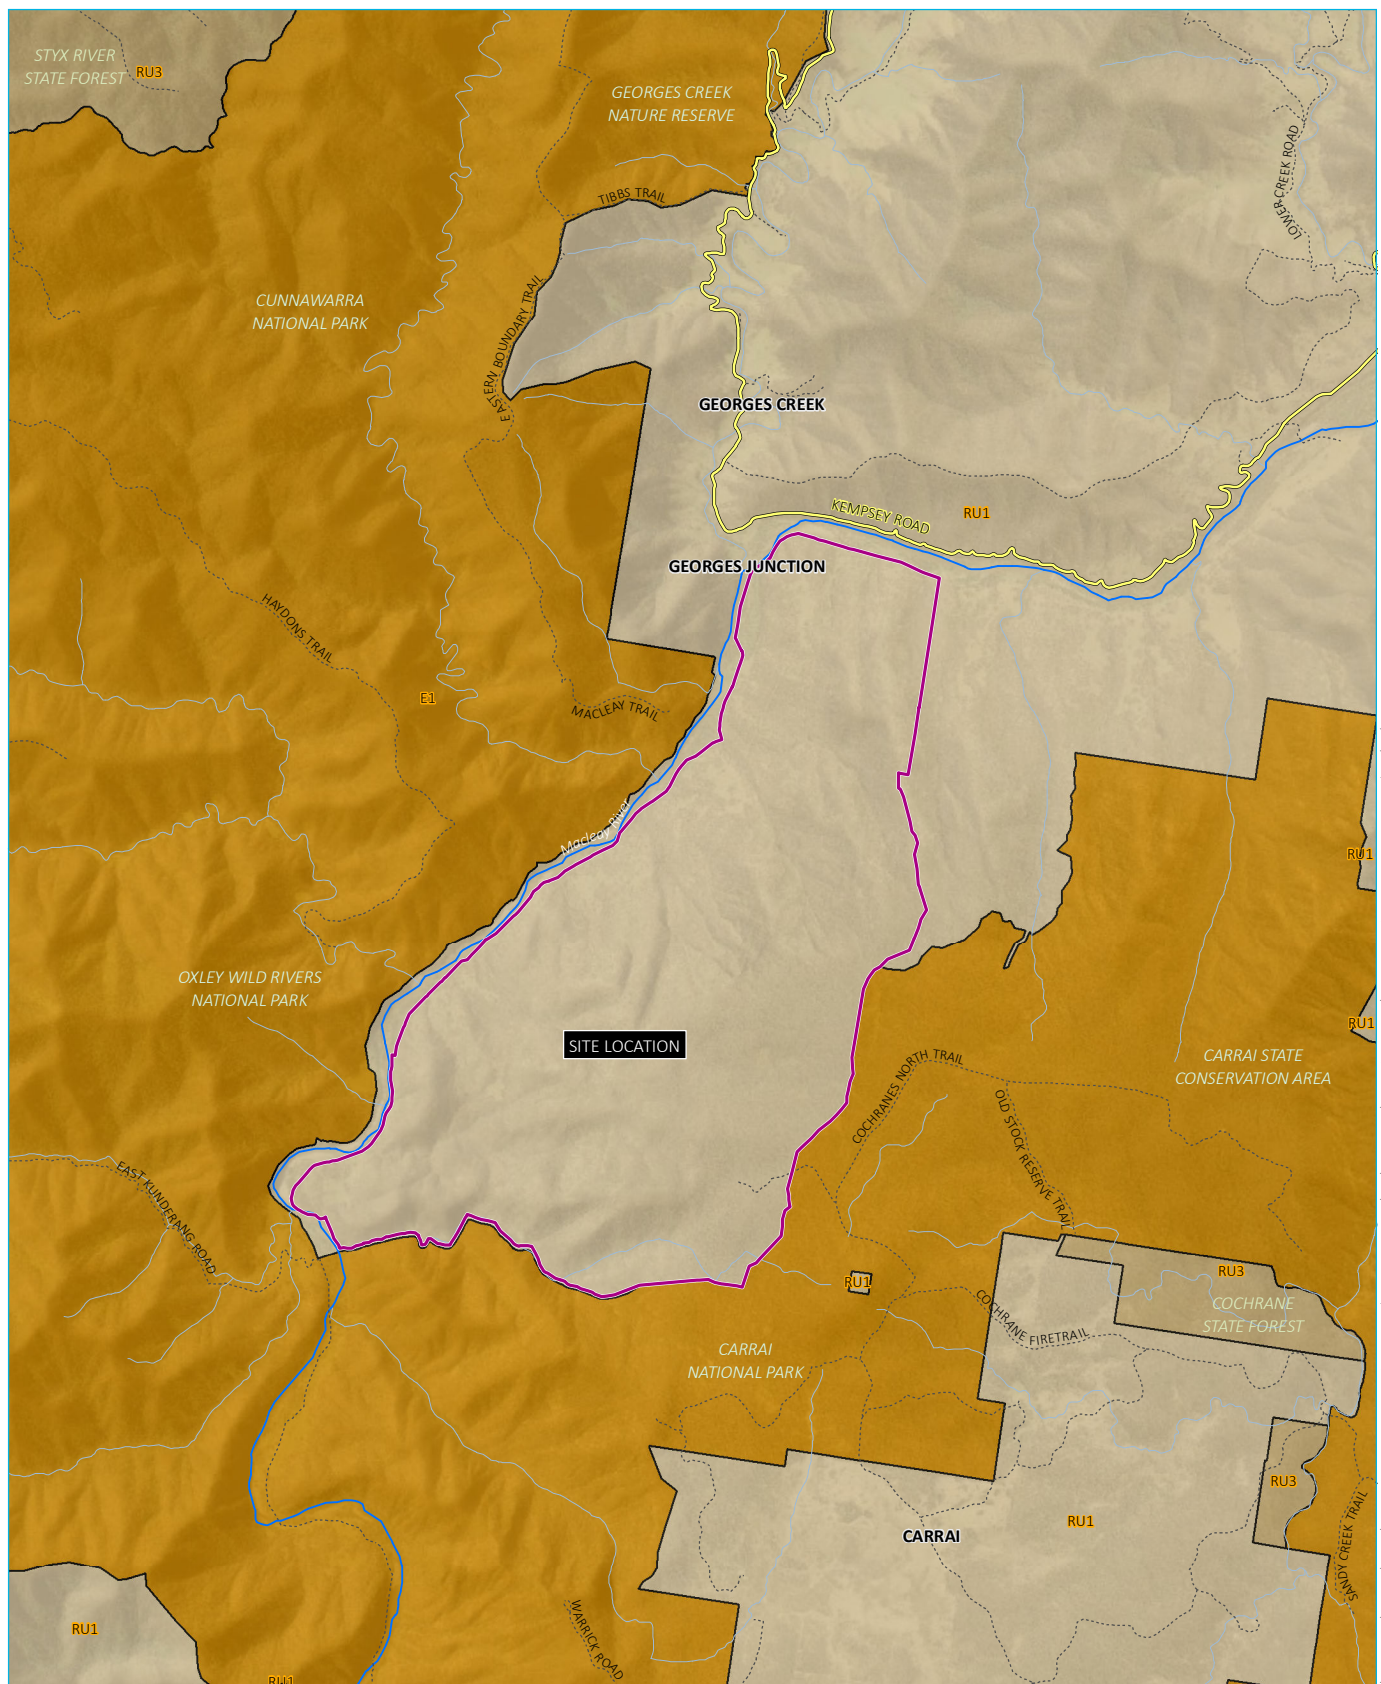 STYX RIVER
STATE FOREST
RU3
GEORGES CREEK
NATURE RESERVE
LOWER CREEK ROAD
TIBBS TRAIL
CUNNAWARRA
NATIONAL PARK
EASTERN BOUNDARY TRAIL
GEORGES CREEK
KEMPSEY ROAD
RU1
GEORGES JUNCTION
HAYDONS TRAIL
E1
MACLEAY TRAIL
Macleay River
RU1
OXLEY WILD RIVERS
NATIONAL PARK
RU1
SITE LOCATION
CARRAI STATE
CONSERVATION AREA
COCHRANES NORTH TRAIL
OLD STOCK RESERVE TRAIL
EAST KUNDERANG ROAD
RU1
RU3
COCHRANE
STATE FOREST
COCHRANE FIRETRAIL
CARRAI
NATIONAL PARK
RU3
RU1
CARRAI
SANDY CREEK TRAIL
RU1
WARRICK ROAD
RU1